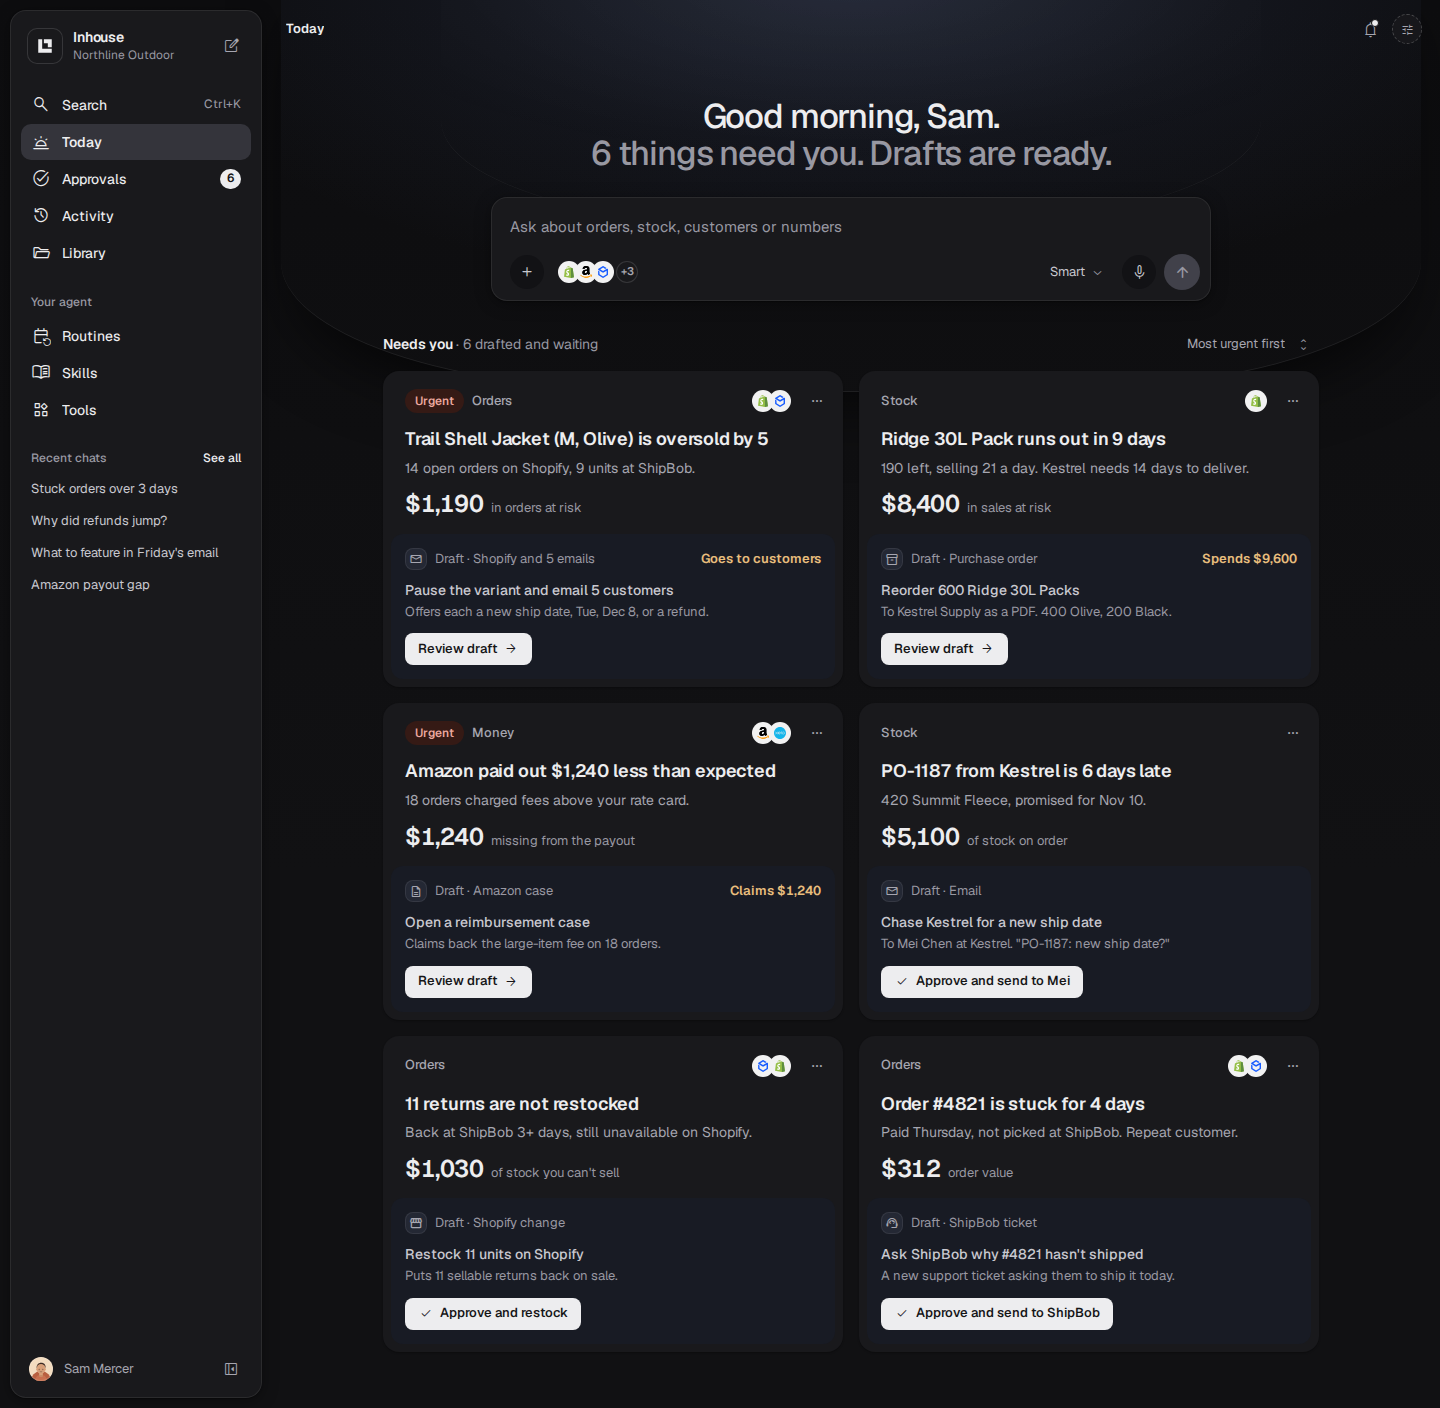 Inhouse
Northline Outdoor
Search Ctrl+K
Today
Approvals 6
Activity
Library
Your agent
Routines
Skills
Tools
Recent chats See all
Stuck orders over 3 days
Why did refunds jump?
What to feature in Friday's email
Amazon payout gap
Sam Mercer
Today
Good morning, Sam.
6 things need you. Drafts are ready.
Ask about orders, stock, customers or numbers
+3 Smart
Needs you · 6 drafted and waiting
Most urgent first
Urgent Orders
Trail Shell Jacket (M, Olive) is oversold by 5
14 open orders on Shopify, 9 units at ShipBob.
$1,190 in orders at risk
Draft · Shopify and 5 emails Goes to customers
Pause the variant and email 5 customers
Offers each a new ship date, Tue, Dec 8, or a refund.
Review draft
Stock
Ridge 30L Pack runs out in 9 days
190 left, selling 21 a day. Kestrel needs 14 days to deliver.
$8,400 in sales at risk
Draft · Purchase order Spends $9,600
Reorder 600 Ridge 30L Packs
To Kestrel Supply as a PDF. 400 Olive, 200 Black.
Review draft
Urgent Money
Amazon paid out $1,240 less than expected
18 orders charged fees above your rate card.
$1,240 missing from the payout
Draft · Amazon case Claims $1,240
Open a reimbursement case
Claims back the large-item fee on 18 orders.
Review draft
Stock
PO-1187 from Kestrel is 6 days late
420 Summit Fleece, promised for Nov 10.
$5,100 of stock on order
Draft · Email
Chase Kestrel for a new ship date
To Mei Chen at Kestrel. "PO-1187: new ship date?"
Approve and send to Mei
Orders
11 returns are not restocked
Back at ShipBob 3+ days, still unavailable on Shopify.
$1,030 of stock you can't sell
Draft · Shopify change
Restock 11 units on Shopify
Puts 11 sellable returns back on sale.
Approve and restock
Orders
Order #4821 is stuck for 4 days
Paid Thursday, not picked at ShipBob. Repeat customer.
$312 order value
Draft · ShipBob ticket
Ask ShipBob why #4821 hasn't shipped
A new support ticket asking them to ship it today.
Approve and send to ShipBob